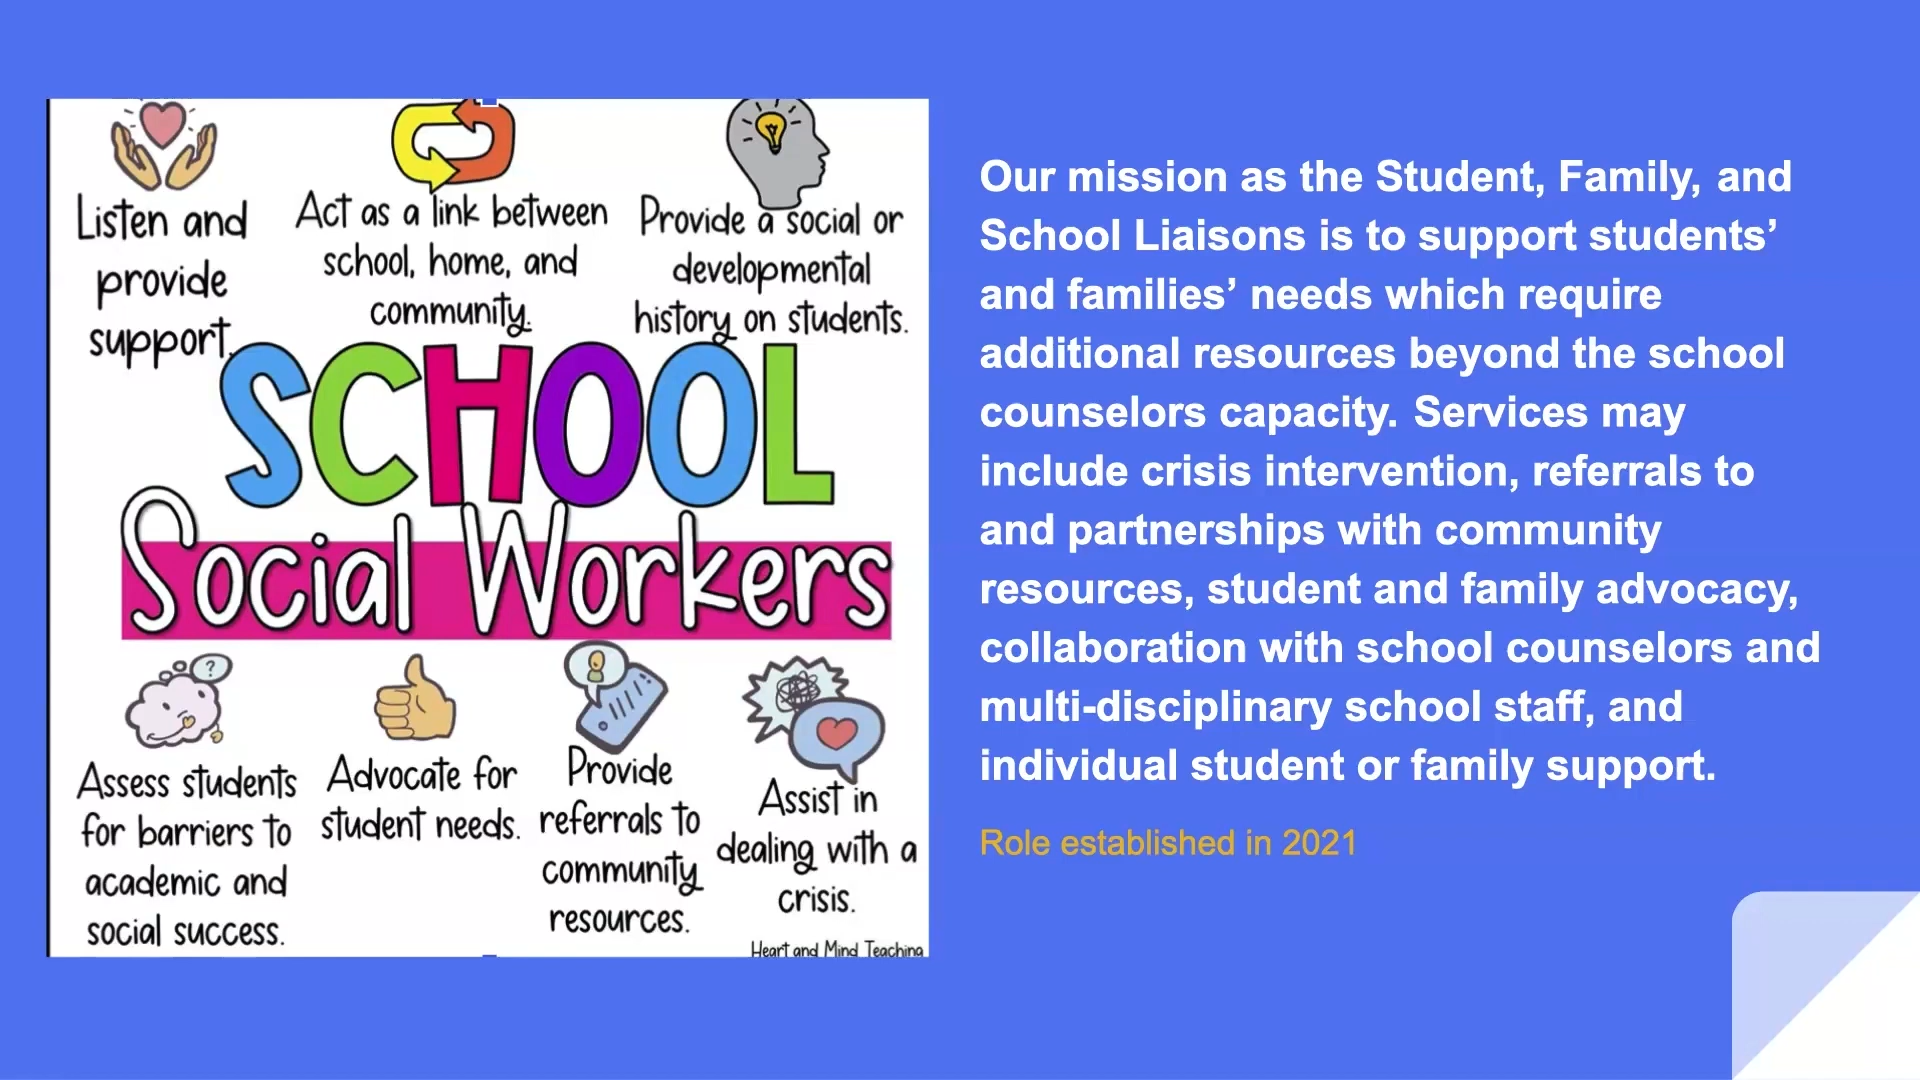 Listen and
provide
support.
Act as a link between
school, home, and
community.
Provide a social or
developmental
history on students.
SCHOOL
Social Workers
?
Assess students
for barriers to
academic and
social success.
Advocate for
student needs.
Provide
referrals to
community
resources.
Assist in
dealing with a
crisis.
Heart and Mind Teaching
Our mission as the Student, Family, and
School Liaisons is to support students’
and families’ needs which require
additional resources beyond the school
counselors capacity. Services may
include crisis intervention, referrals to
and partnerships with community
resources, student and family advocacy,
collaboration with school counselors and
multi-disciplinary school staff, and
individual student or family support.
Role established in 2021